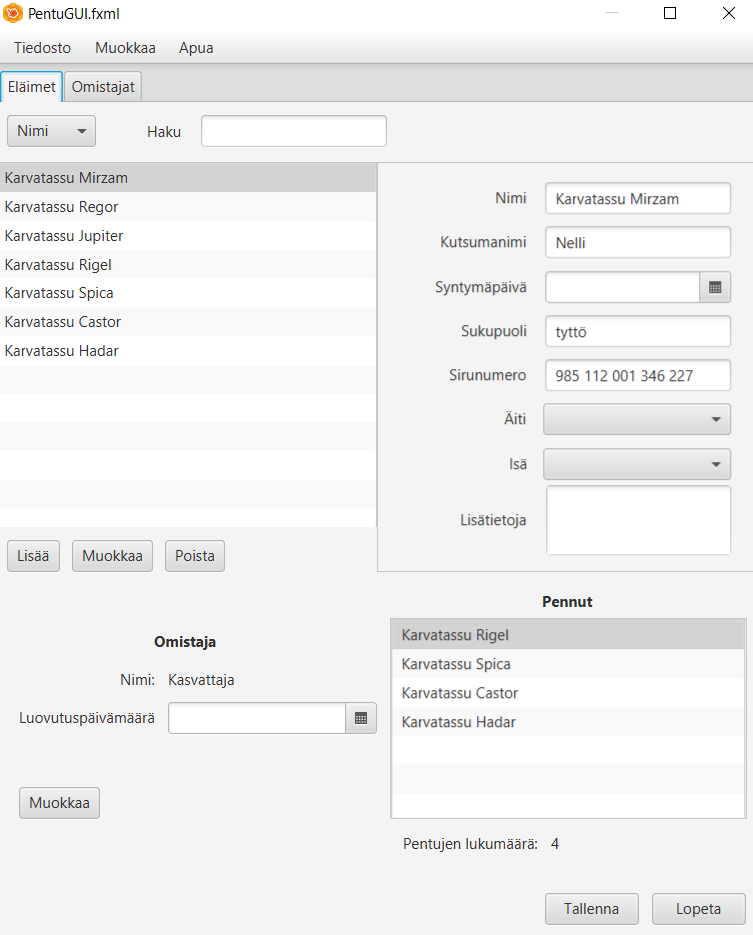 PentuGUI.fxml
Tiedosto Muokkaa Apua
Eläimet Omistajat
Nimi Haku
Karvatassu Mirzam
Karvatassu Regor
Karvatassu Jupiter
Karvatassu Rigel
Karvatassu Spica
Karvatassu Castor
Karvatassu Hadar
Nimi Karvatassu Mirzam
Kutsumanimi Nelli
Syntymäpäivä
Sukupuoli tyttö
Sirunumero 985 112 001 346 227
Äiti
Isä
Lisätietoja
Lisää Muokkaa Poista
Omistaja
Nimi: Kasvattaja
Luovutuspäivämäärä
Muokkaa
Pennut
Karvatassu Rigel
Karvatassu Spica
Karvatassu Castor
Karvatassu Hadar
Pentujen lukumäärä: 4
Tallenna Lopeta